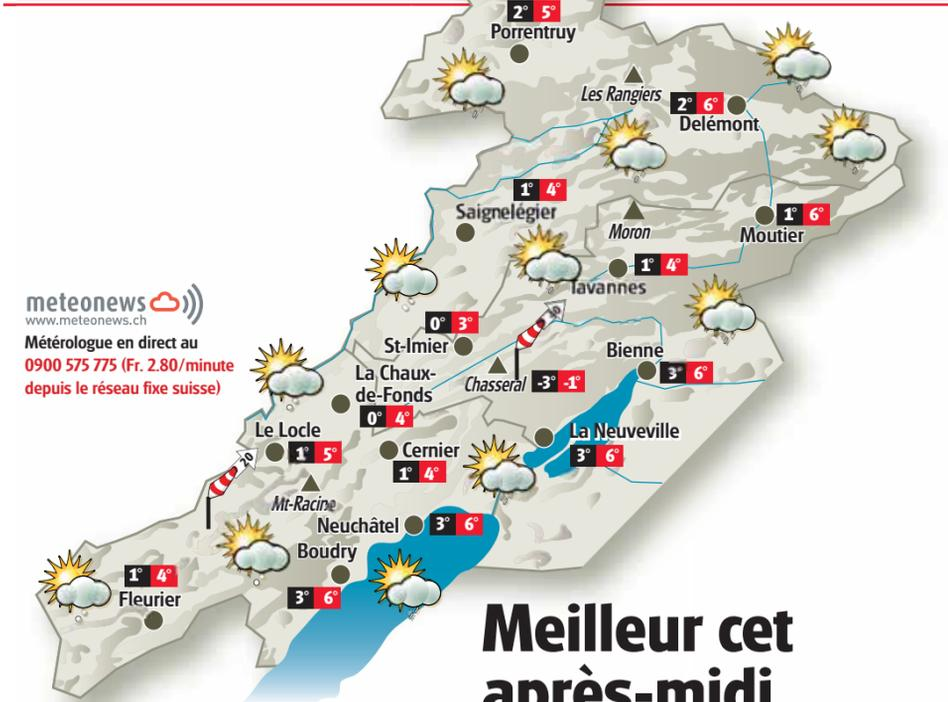 2° 5°
Porrentruy
Les Rangiers
2° 6°
Delémont
1° 4°
Saignelégier
Moron
1° 6°
Moutier
1° 4°
Tavannes
meteonews
www.meteonews.ch
Météorologue en direct au
0900 575 775 (Fr. 2.80/minute
depuis le réseau fixe suisse)
0° 3°
St-Imier
30
Bienne
3° 6°
La Chaux-
de-Fonds
0° 4°
Chasseral -3° -1°
Le Locle
1° 5°
Cernier
1° 4°
La Neuveville
3° 6°
20
Mt-Racine
Neuchâtel 3° 6°
Boudry
3° 6°
1° 4°
Fleurier
Meilleur cet
après-midi